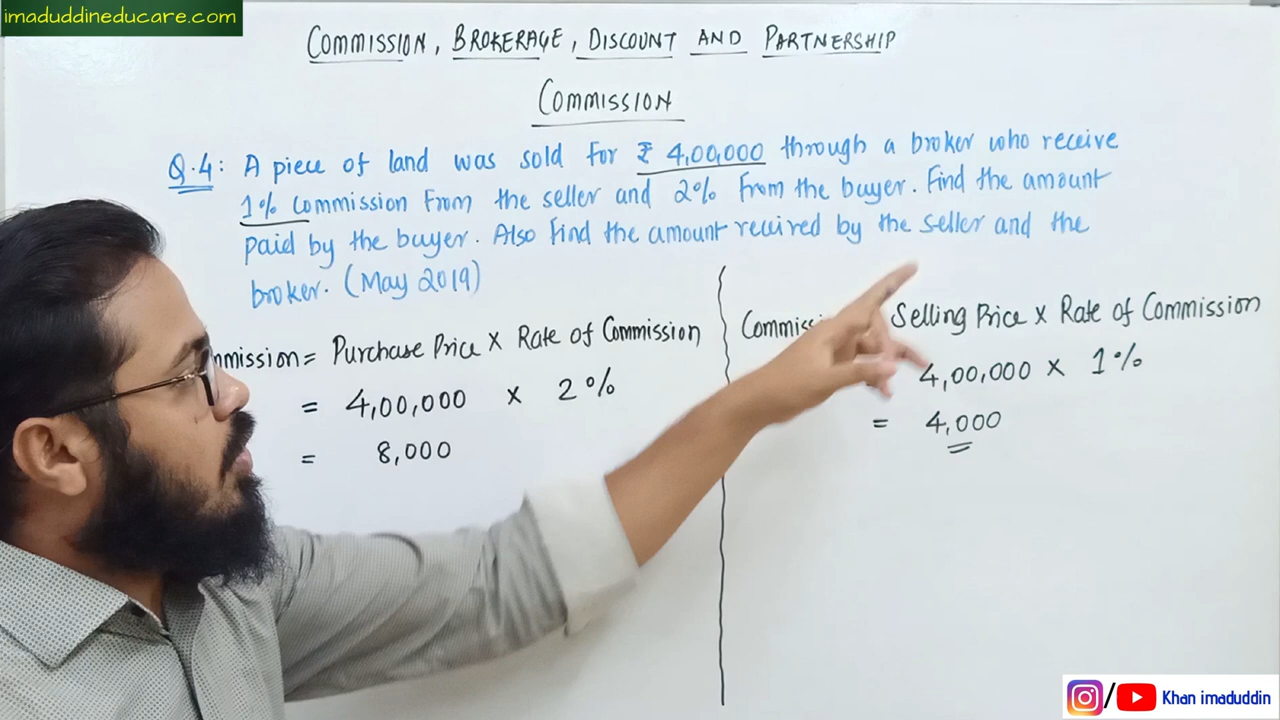 imaduddineducare.com
COMMISSION, BROKERAGE, DISCOUNT AND PARTNERSHIP
COMMISSION
Q.4: A piece of land was sold for ₹ 4,00,000 through a broker who receive
1% commission from the seller and 2% from the buyer. Find the amount
paid by the buyer. Also find the amount received by the seller and the
broker. (May 2019)
mmission = Purchase Price × Rate of Commission
= 4,00,000 × 2%
= 8,000
Commissi Selling Price × Rate of Commission
4,00,000 × 1%
= 4,000
Khan imaduddin